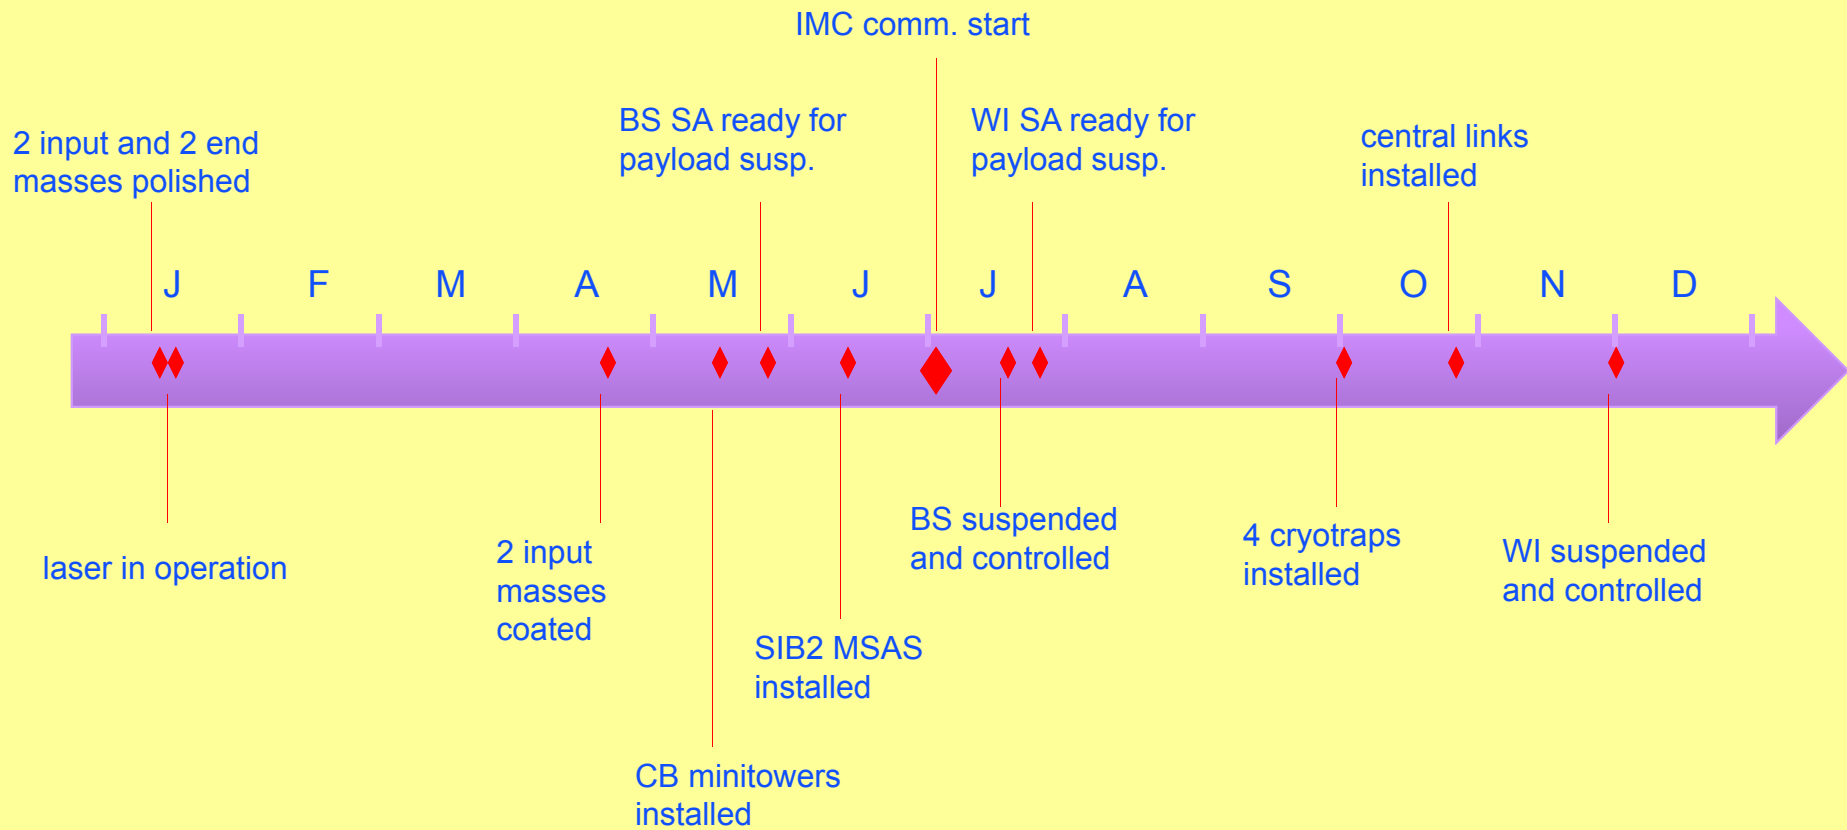 IMC comm. start
BS SA ready for
payload susp.
WI SA ready for
payload susp.
2 input and 2 end
masses polished
central links
installed
J F M A M J J A S O N D
laser in operation
2 input
masses
coated
BS suspended
and controlled
4 cryotraps
installed
WI suspended
and controlled
SIB2 MSAS
installed
CB minitowers
installed